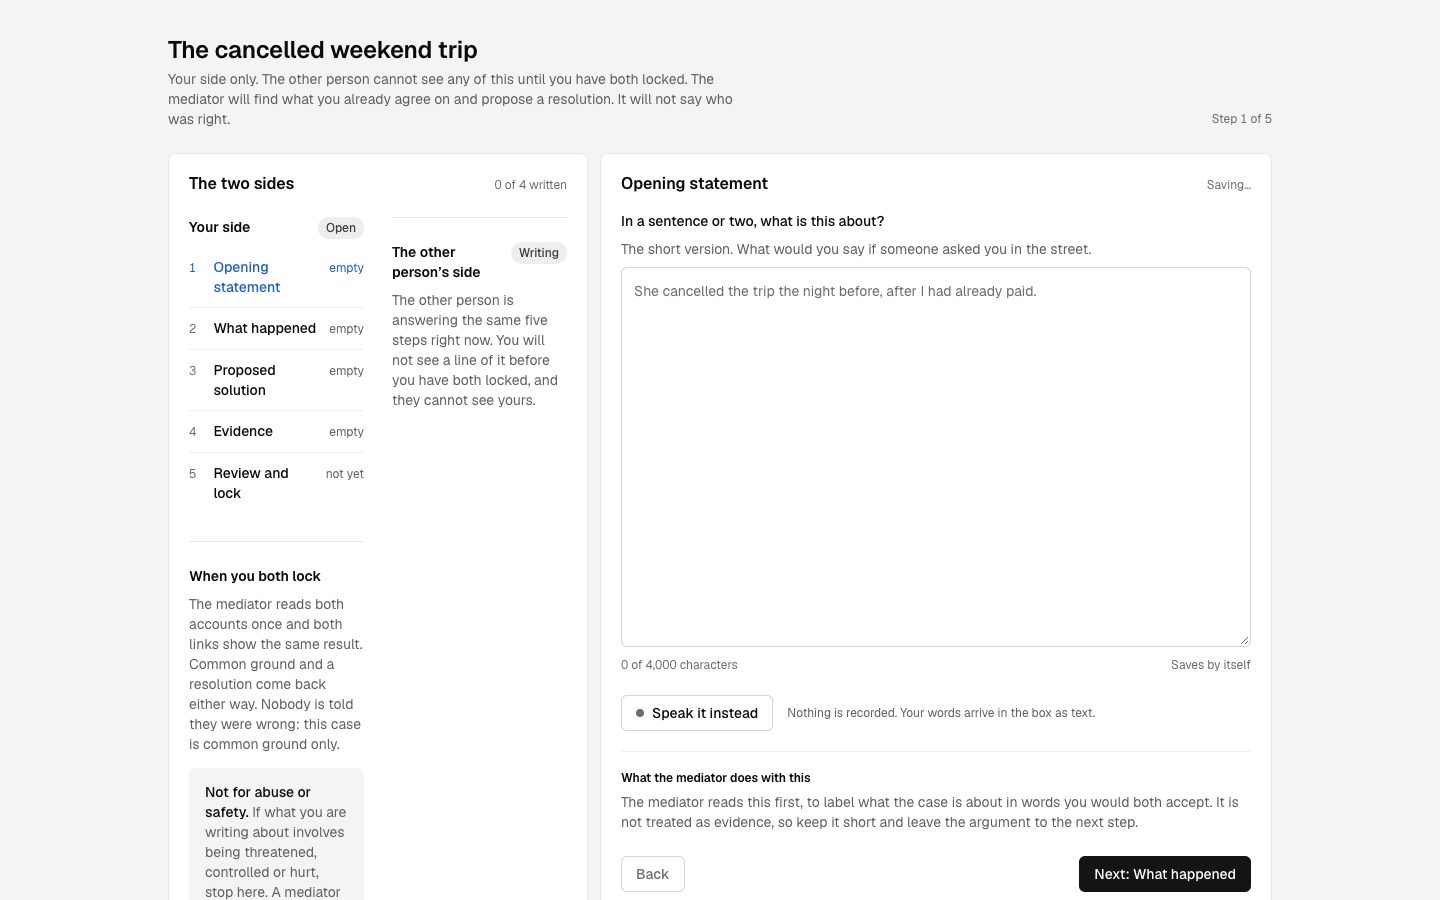 The cancelled weekend trip
Your side only. The other person cannot see any of this until you have both locked. The
mediator will find what you already agree on and propose a resolution. It will not say who
was right.
Step 1 of 5
The two sides
0 of 4 written
Your side
Open
1 Opening statement empty
2 What happened empty
3 Proposed solution empty
4 Evidence empty
5 Review and lock not yet
The other
person’s side
Writing
The other person is
answering the same five
steps right now. You will
not see a line of it before
you have both locked, and
they cannot see yours.
When you both lock
The mediator reads both
accounts once and both
links show the same result.
Common ground and a
resolution come back
either way. Nobody is told
they were wrong: this case
is common ground only.
Not for abuse or
safety. If what you are
writing about involves
being threatened,
controlled or hurt,
stop here. A mediator
Opening statement
Saving…
In a sentence or two, what is this about?
The short version. What would you say if someone asked you in the street.
She cancelled the trip the night before, after I had already paid.
0 of 4,000 characters
Saves by itself
Speak it instead
Nothing is recorded. Your words arrive in the box as text.
What the mediator does with this
The mediator reads this first, to label what the case is about in words you would both accept. It is
not treated as evidence, so keep it short and leave the argument to the next step.
Back
Next: What happened